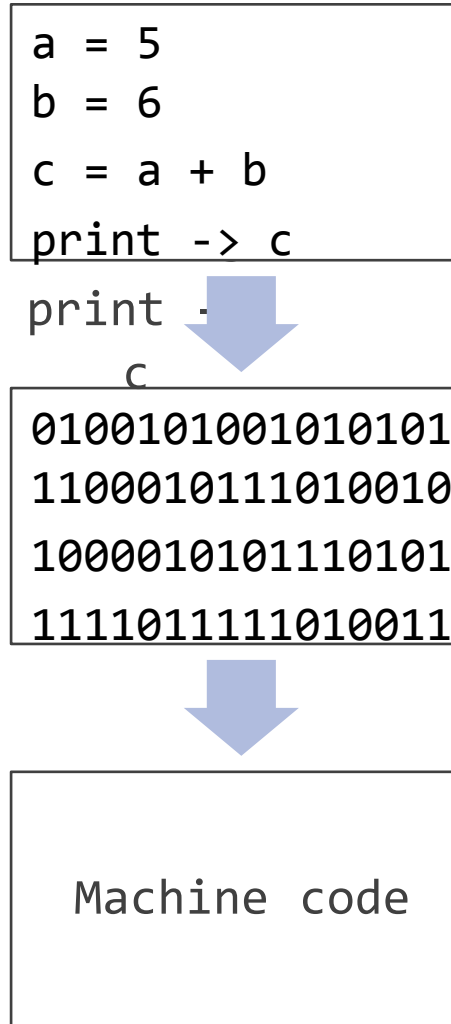 a = 5
b = 6
c = a + b
print -> c
print -
c
0100101001010101
1100010111010010
1000010101110101
1111011111010011
Machine code